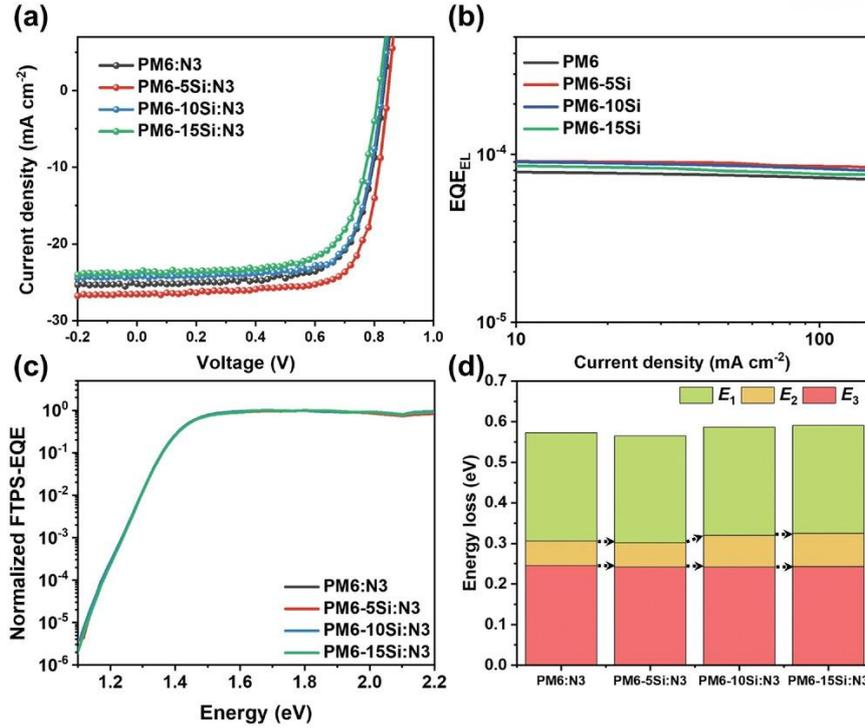 (a)
PM6:N3
PM6-5Si:N3
PM6-10Si:N3
PM6-15Si:N3
Current density (mA cm⁻²)
0
-10
-20
-30
-0.2 0.0 0.2 0.4 0.6 0.8 1.0
Voltage (V)
(b)
PM6
PM6-5Si
PM6-10Si
PM6-15Si
EQE_EL
10⁻⁴
10⁻⁵
10 100
Current density (mA cm⁻²)
(c)
Normalized FTPS-EQE
10⁰
10⁻¹
10⁻²
10⁻³
10⁻⁴
10⁻⁵
10⁻⁶
PM6:N3
PM6-5Si:N3
PM6-10Si:N3
PM6-15Si:N3
1.2 1.4 1.6 1.8 2.0 2.2
Energy (eV)
(d)
E₁ E₂ E₃
Energy loss (eV)
0.7
0.6
0.5
0.4
0.3
0.2
0.1
0.0
PM6:N3 PM6-5Si:N3 PM6-10Si:N3 PM6-15Si:N3